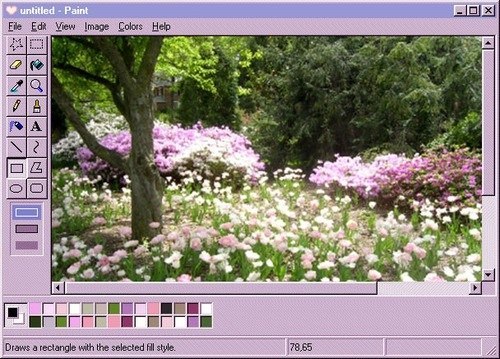 untitled - Paint
File Edit View Image Colors Help
A
Draws a rectangle with the selected fill style.
78,65